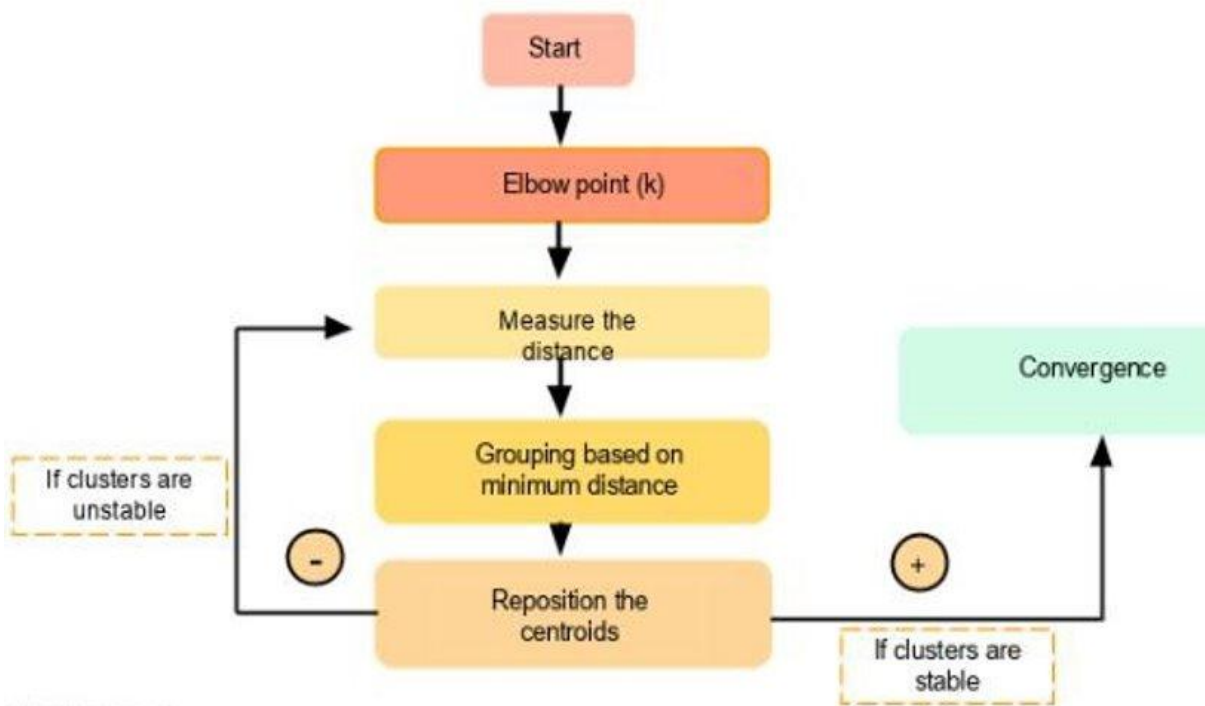 Start
Elbow point (k)
Measure the
distance
Convergence
Grouping based on
minimum distance
If clusters are
unstable
-
+
Reposition the
centroids
If clusters are
stable